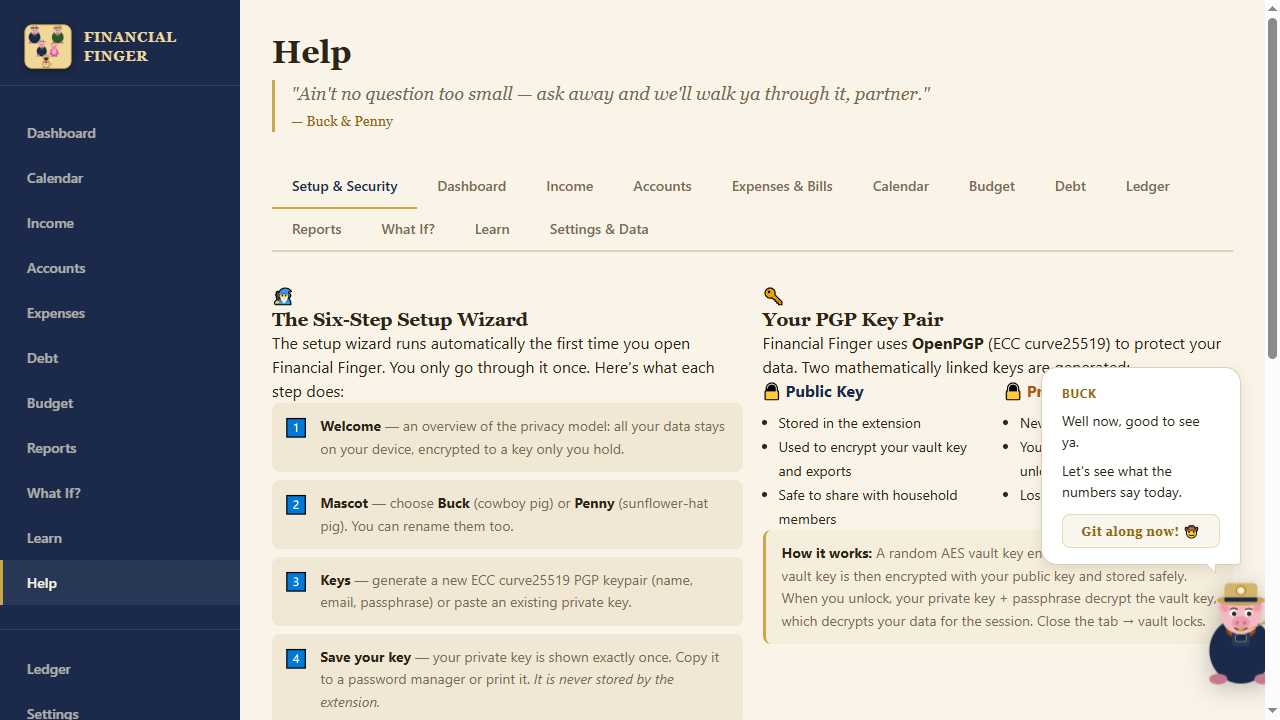 FINANCIAL
FINGER
Dashboard
Calendar
Income
Accounts
Expenses
Debt
Budget
Reports
What If?
Learn
Help
Ledger
Settings
Help
"Ain't no question too small — ask away and we'll walk ya through it, partner."
— Buck & Penny
Setup & Security
Dashboard
Income
Accounts
Expenses & Bills
Calendar
Budget
Debt
Ledger
Reports
What If?
Learn
Settings & Data
The Six-Step Setup Wizard
The setup wizard runs automatically the first time you open
Financial Finger. You only go through it once. Here's what each
step does:
1 Welcome — an overview of the privacy model: all your data stays
on your device, encrypted to a key only you hold.
2 Mascot — choose Buck (cowboy pig) or Penny (sunflower-hat
pig). You can rename them too.
3 Keys — generate a new ECC curve25519 PGP keypair (name,
email, passphrase) or paste an existing private key.
4 Save your key — your private key is shown exactly once. Copy it
to a password manager or print it. It is never stored by the
extension.
Your PGP Key Pair
Financial Finger uses OpenPGP (ECC curve25519) to protect your
data. Two mathematically linked keys are generated:
Public Key
Stored in the extension
Used to encrypt your vault key
and exports
Safe to share with household
members
How it works: A random AES vault key
vault key is then encrypted with your public key and stored safely.
When you unlock, your private key + passphrase decrypt the vault key,
which decrypts your data for the session. Close the tab → vault locks.
BUCK
Well now, good to see
ya.
Let's see what the
numbers say today.
Git along now!